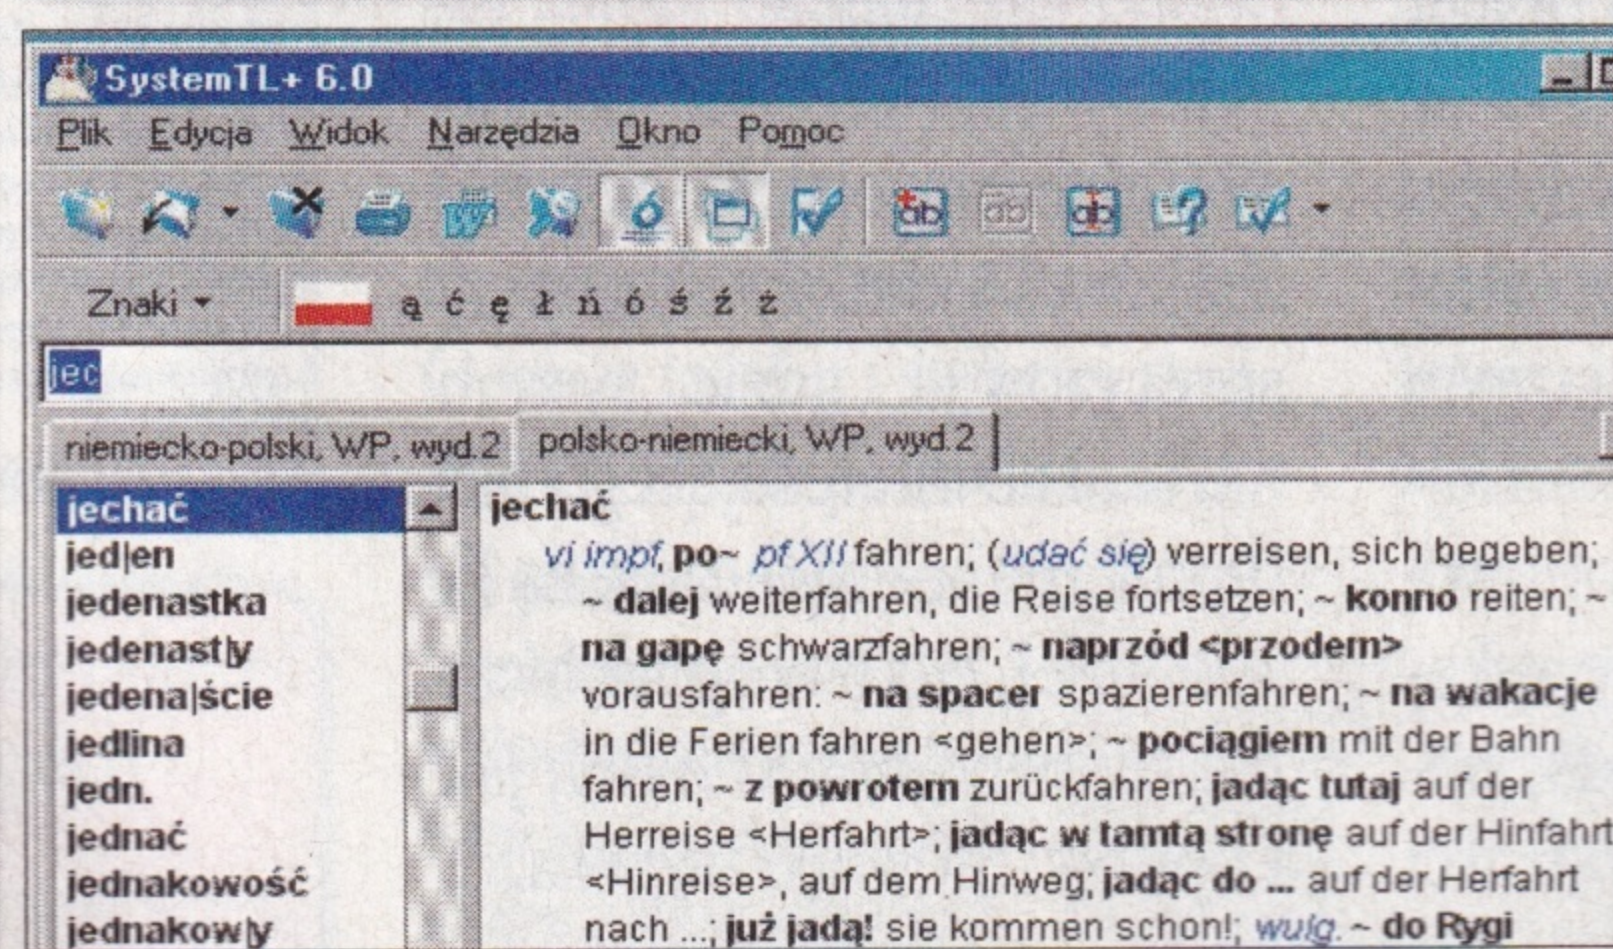 SystemTL+ 6.0
Plik Edycja Widok Narzędzia Okno Pomoc
Znaki
ą ć ę ł ń ó ś ź ż
jec
niemiecko-polski, WP, wyd.2
polsko-niemiecki, WP, wyd.2
jechać
jed|en
jedenastka
jedenast|y
jedena|ście
jedlina
jedn.
jednać
jednakowość
jednakow|y
jechać
vi impf, po~ pf XII fahren; (udać się) verreisen, sich begeben;
~ dalej weiterfahren, die Reise fortsetzen; ~ konno reiten; ~
na gapę schwarzfahren; ~ naprzód <przodem>
vorausfahren: ~ na spacer spazierenfahren; ~ na wakacje
in die Ferien fahren <gehen>; ~ pociągiem mit der Bahn
fahren; ~ z powrotem zurückfahren; jadąc tutaj auf der
Herreise <Herfahrt>; jadąc w tamtą stronę auf der Hinfahrt
<Hinreise>, auf dem Hinweg; jadąc do ... auf der Herfahrt
nach ...; już jadą! sie kommen schon!; wulg. ~ do Rygi